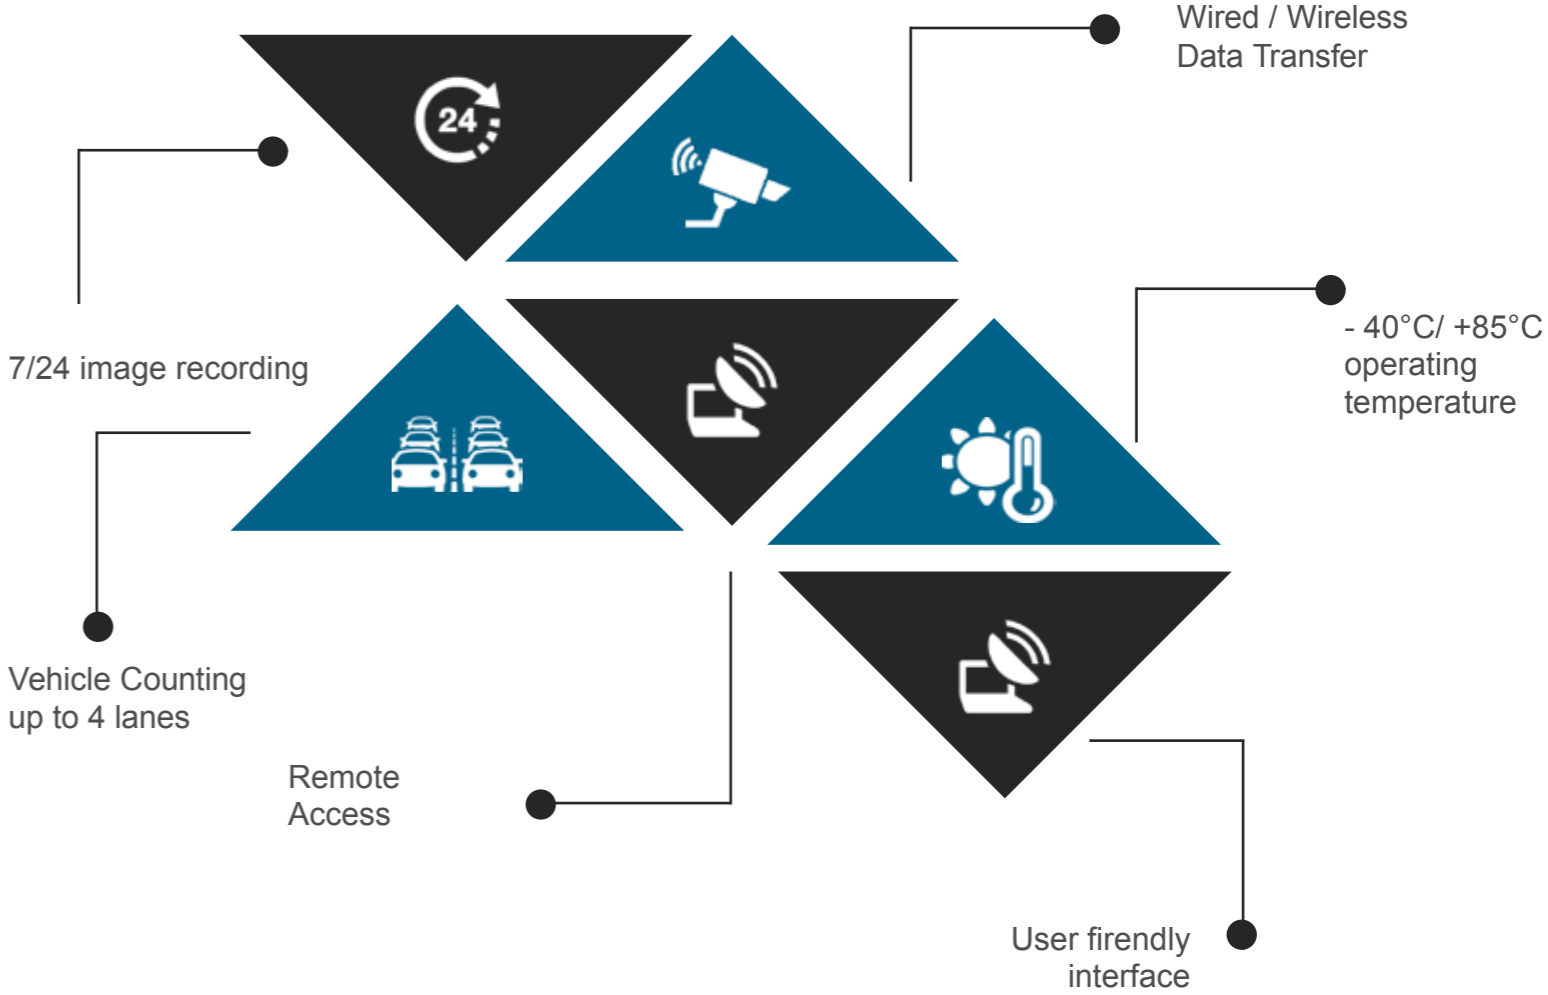 Wired / Wireless
Data Transfer
24
- 40°C/ +85°C
operating
temperature
7/24 image recording
Vehicle Counting
up to 4 lanes
Remote
Access
User firendly
interface